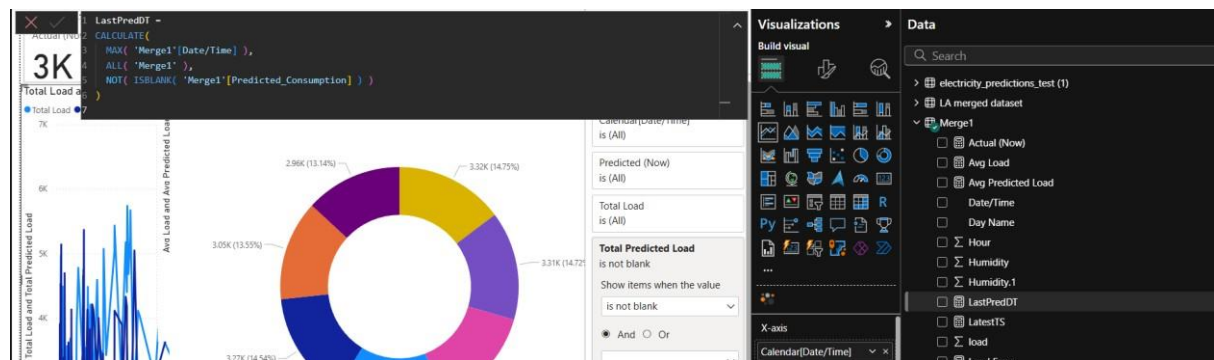 LastPredDT =
CALCULATE(
MAX( 'Merge1'[Date/Time] ),
ALL( 'Merge1' ),
NOT( ISBLANK( 'Merge1'[Predicted_Consumption] ) )
)
7
3K
Total Load a
Total Load
7K
6K
5K
4K
Total Load and Total Predicted Load
Avg Load and Avg Predicted Loa
2.96K (13.14%)
3.32K (14.75%)
3.05K (13.55%)
3.31K (14.72%
3.27K (14.54%)
Calendar[Date/Time]
is (All)
Predicted (Now)
is (All)
Total Load
is (All)
Total Predicted Load
is not blank
Show items when the value
is not blank
And
Or
Visualizations
Build visual
R
Py
X-axis
Calendar[Date/Time]
Data
Search
electricity_predictions_test (1)
LA merged dataset
Merge1
Actual (Now)
Avg Load
Avg Predicted Load
Date/Time
Day Name
Hour
Humidity
Humidity.1
LastPredDT
LatestTS
load